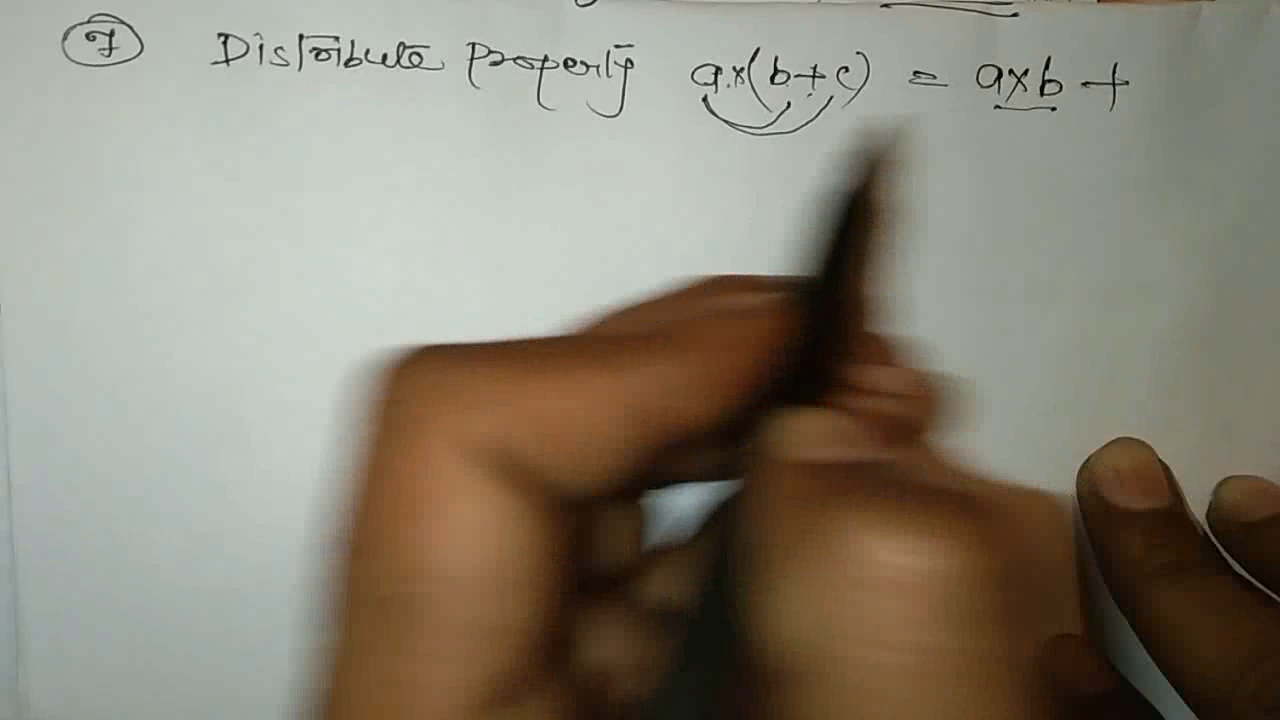 7 Distribute Property a×(b+c) = a×b +